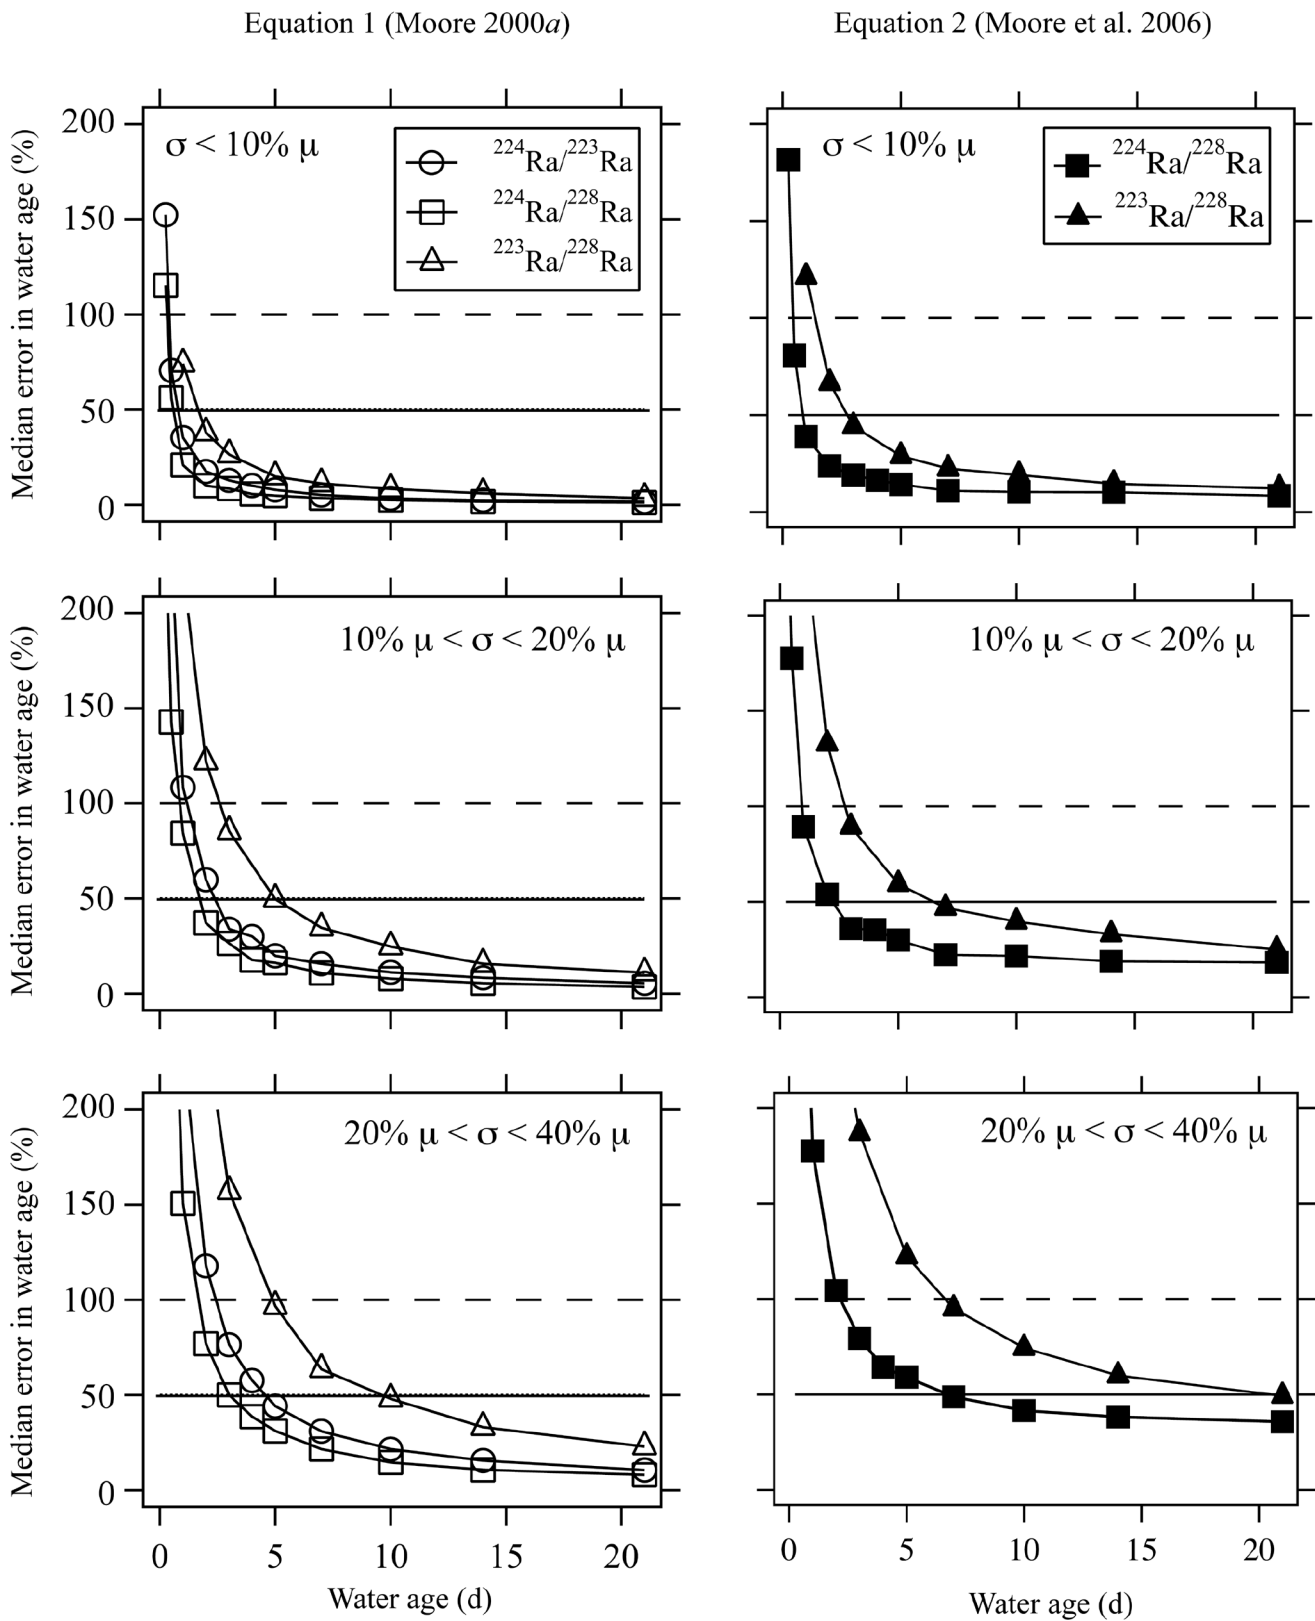 Equation 1 (Moore 2000a)
Equation 2 (Moore et al. 2006)
Median error in water age (%)
200
150
100
50
0
σ < 10% μ
224Ra/223Ra
224Ra/228Ra
223Ra/228Ra
σ < 10% μ
224Ra/228Ra
223Ra/228Ra
Median error in water age (%)
200
150
100
50
0
10% μ < σ < 20% μ
10% μ < σ < 20% μ
Median error in water age (%)
200
150
100
50
0
20% μ < σ < 40% μ
20% μ < σ < 40% μ
0 5 10 15 20
Water age (d)
0 5 10 15 20
Water age (d)